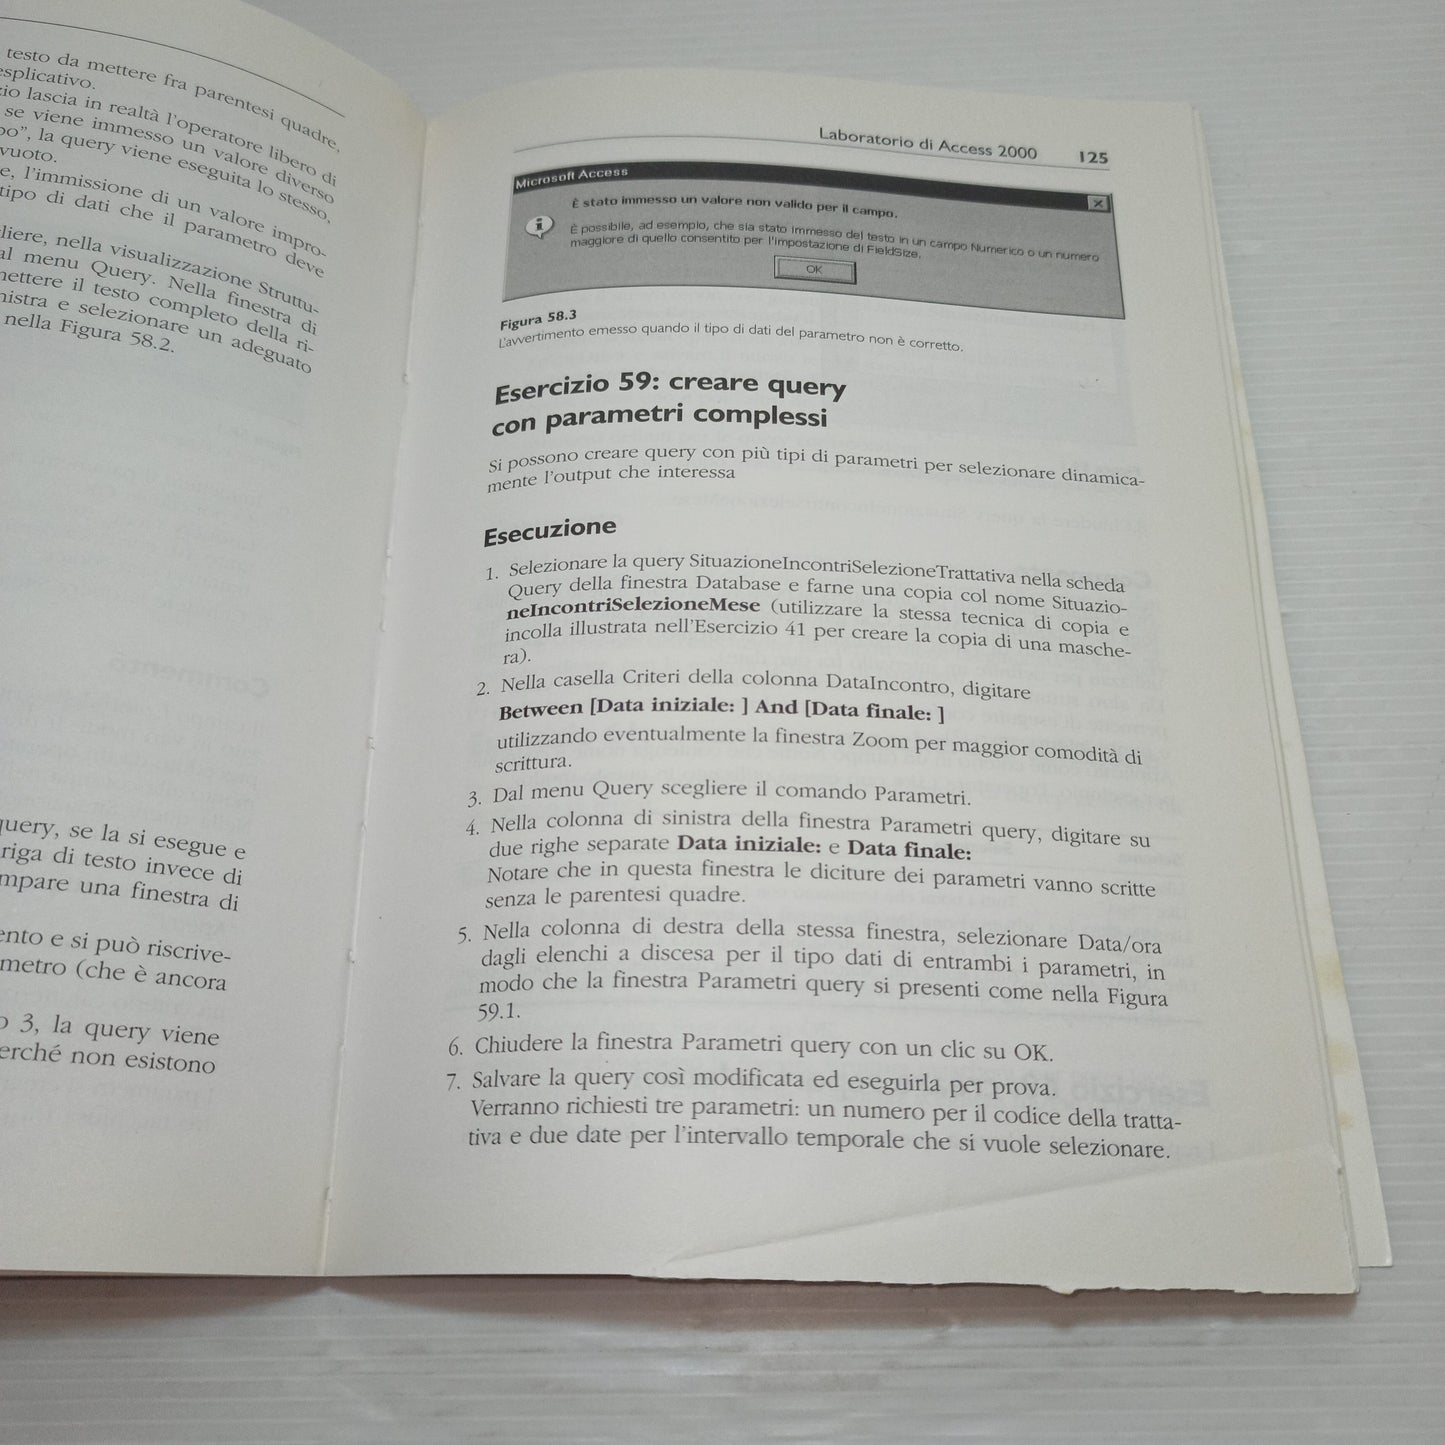 testo da mettere fra parentesi quadre,
esplicativo.
zio lascia in realtà l'operatore libero di
se viene immesso un valore diverso
po", la query viene eseguita lo stesso,
vuoto.
e, l'immissione di un valore impro-
tipo di dati che il parametro deve
gliere, nella visualizzazione Struttu-
al menu Query. Nella finestra di
mettere il testo completo della ri-
nistra e selezionare un adeguato
nella Figura 58.2.
query, se la si esegue e
riga di testo invece di
mpare una finestra di
ento e si può riscrive-
metro (che è ancora
o 3, la query viene
erché non esistono
Laboratorio di Access 2000 125
Microsoft Access
È stato immesso un valore non valido per il campo.
È possibile, ad esempio, che sia stato immesso del testo in un campo Numerico o un numero
maggiore di quello consentito per l'impostazione di FieldSize.
OK
Figura 58.3
L'avvertimento emesso quando il tipo di dati del parametro non è corretto.
Esercizio 59: creare query
con parametri complessi
Si possono creare query con più tipi di parametri per selezionare dinamica-
mente l'output che interessa
Esecuzione
1. Selezionare la query SituazioneIncontriSelezioneTrattativa nella scheda
Query della finestra Database e farne una copia col nome Situazio-
neIncontriSelezioneMese (utilizzare la stessa tecnica di copia e
incolla illustrata nell'Esercizio 41 per creare la copia di una masche-
ra).
2. Nella casella Criteri della colonna DataIncontro, digitare
Between [Data iniziale: ] And [Data finale: ]
utilizzando eventualmente la finestra Zoom per maggior comodità di
scrittura.
3. Dal menu Query scegliere il comando Parametri.
4. Nella colonna di sinistra della finestra Parametri query, digitare su
due righe separate Data iniziale: e Data finale:
Notare che in questa finestra le diciture dei parametri vanno scritte
senza le parentesi quadre.
5. Nella colonna di destra della stessa finestra, selezionare Data/ora
dagli elenchi a discesa per il tipo dati di entrambi i parametri, in
modo che la finestra Parametri query si presenti come nella Figura
59.1.
6. Chiudere la finestra Parametri query con un clic su OK.
7. Salvare la query così modificata ed eseguirla per prova.
Verranno richiesti tre parametri: un numero per il codice della tratta-
tiva e due date per l'intervallo temporale che si vuole selezionare.